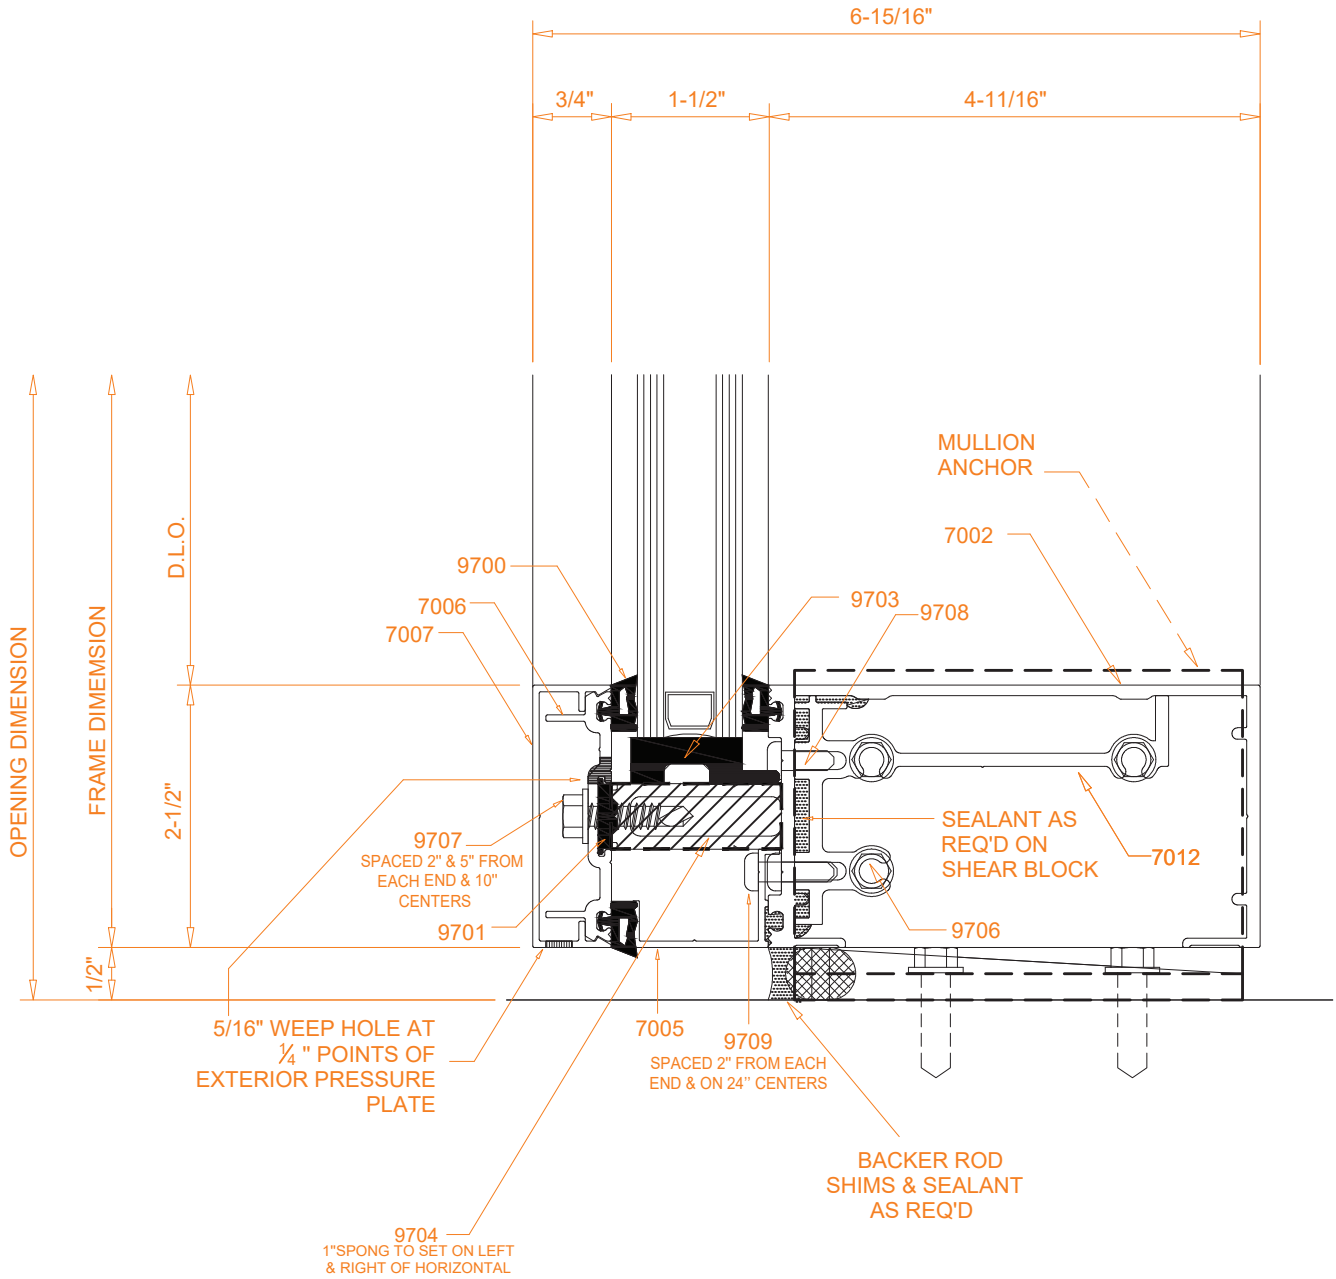 6-15/16"
3/4"
1-1/2"
4-11/16"
MULLION
ANCHOR
7002
9700
7006
7007
9703
9708
D.L.O.
FRAME DIMEMSION
OPENING DIMENSION
2-1/2"
1/2"
9707
SPACED 2" & 5" FROM
EACH END & 10"
CENTERS
9701
SEALANT AS
REQ'D ON
SHEAR BLOCK
7012
9706
5/16" WEEP HOLE AT
¼ " POINTS OF
EXTERIOR PRESSURE
PLATE
7005
9709
SPACED 2" FROM EACH
END & ON 24" CENTERS
BACKER ROD
SHIMS & SEALANT
AS REQ'D
9704
1"SPONG TO SET ON LEFT
& RIGHT OF HORIZONTAL